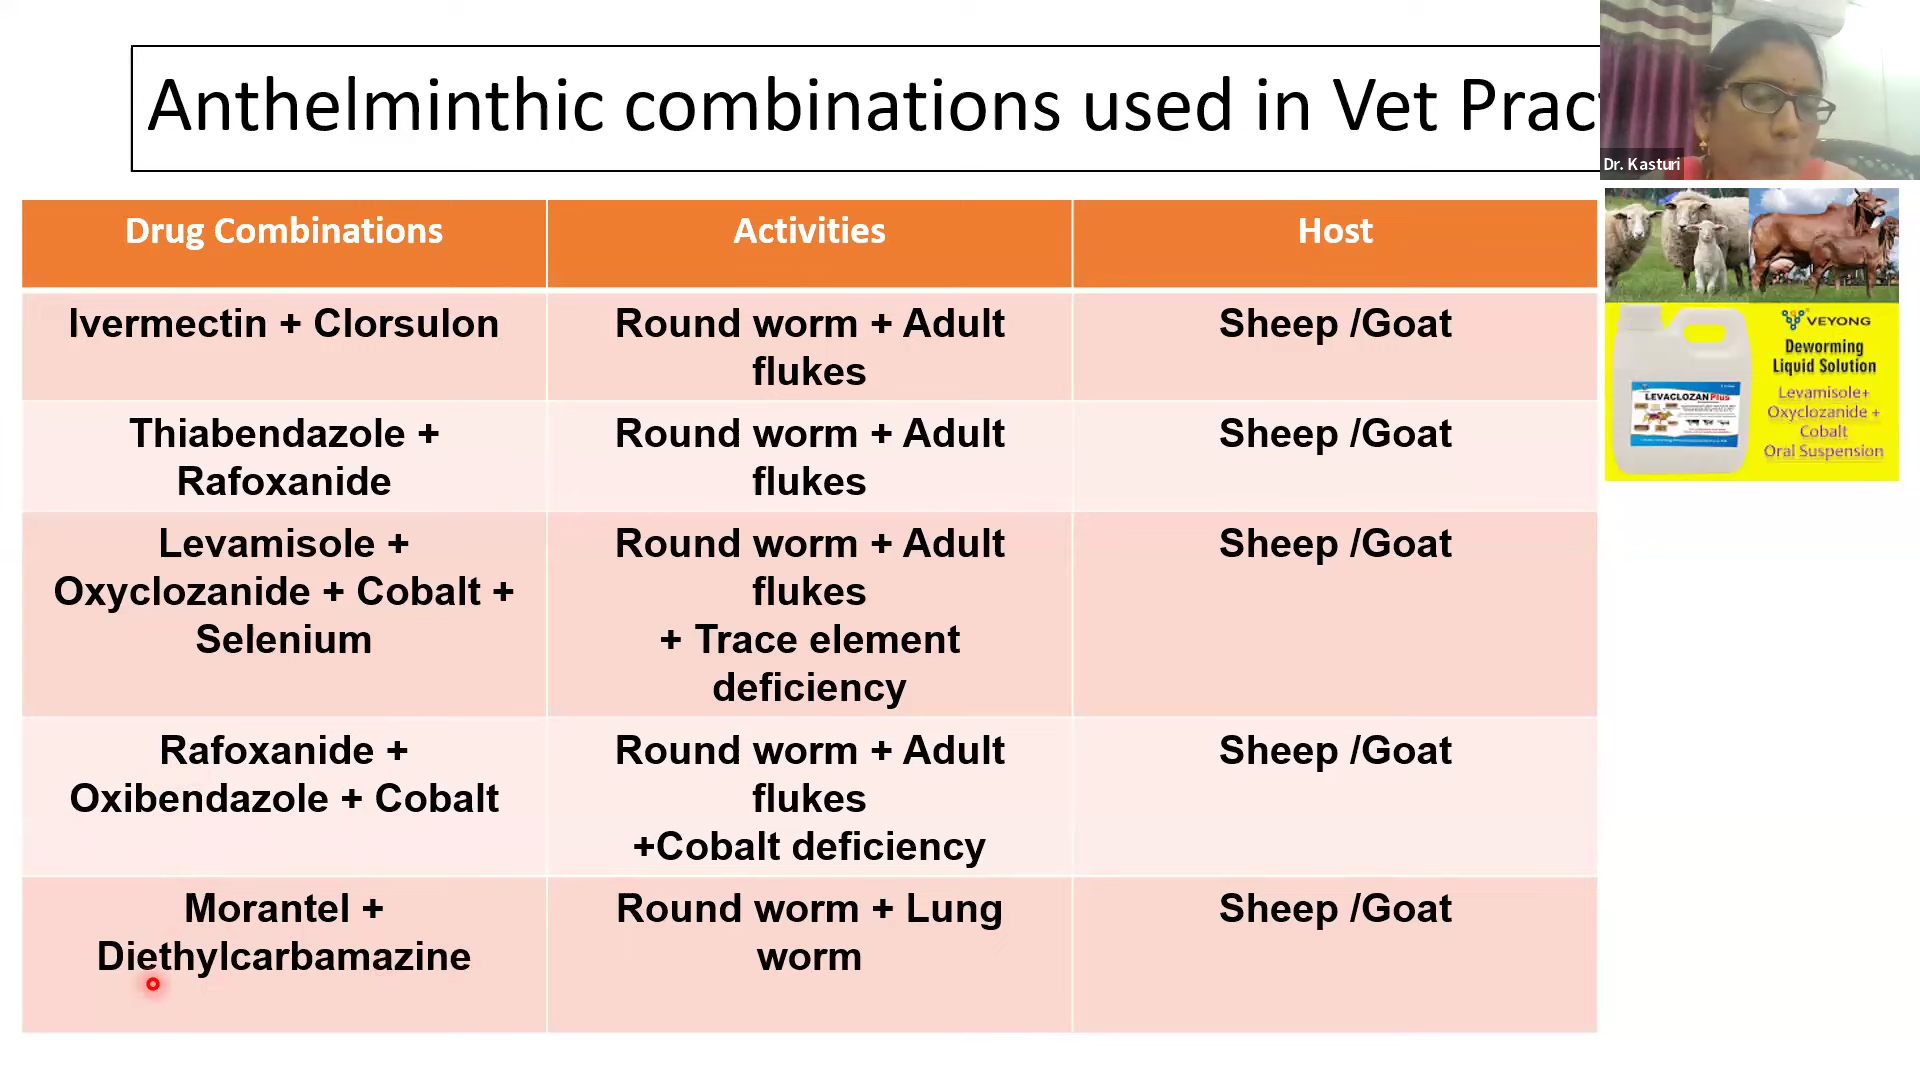 Anthelminthic combinations used in Vet Prac
Dr. Kasturi
Drug Combinations
Activities
Host
Ivermectin + Clorsulon
Round worm + Adult
flukes
Sheep /Goat
Thiabendazole +
Rafoxanide
Round worm + Adult
flukes
Sheep /Goat
Levamisole +
Oxyclozanide + Cobalt +
Selenium
Round worm + Adult
flukes
+ Trace element
deficiency
Sheep /Goat
Rafoxanide +
Oxibendazole + Cobalt
Round worm + Adult
flukes
+Cobalt deficiency
Sheep /Goat
Morantel +
Diethylcarbamazine
Round worm + Lung
worm
Sheep /Goat
VEYONG
Deworming
Liquid Solution
Levamisole+
Oxyclozanide +
Cobalt
Oral Suspension
LEVACLOZAN Plus